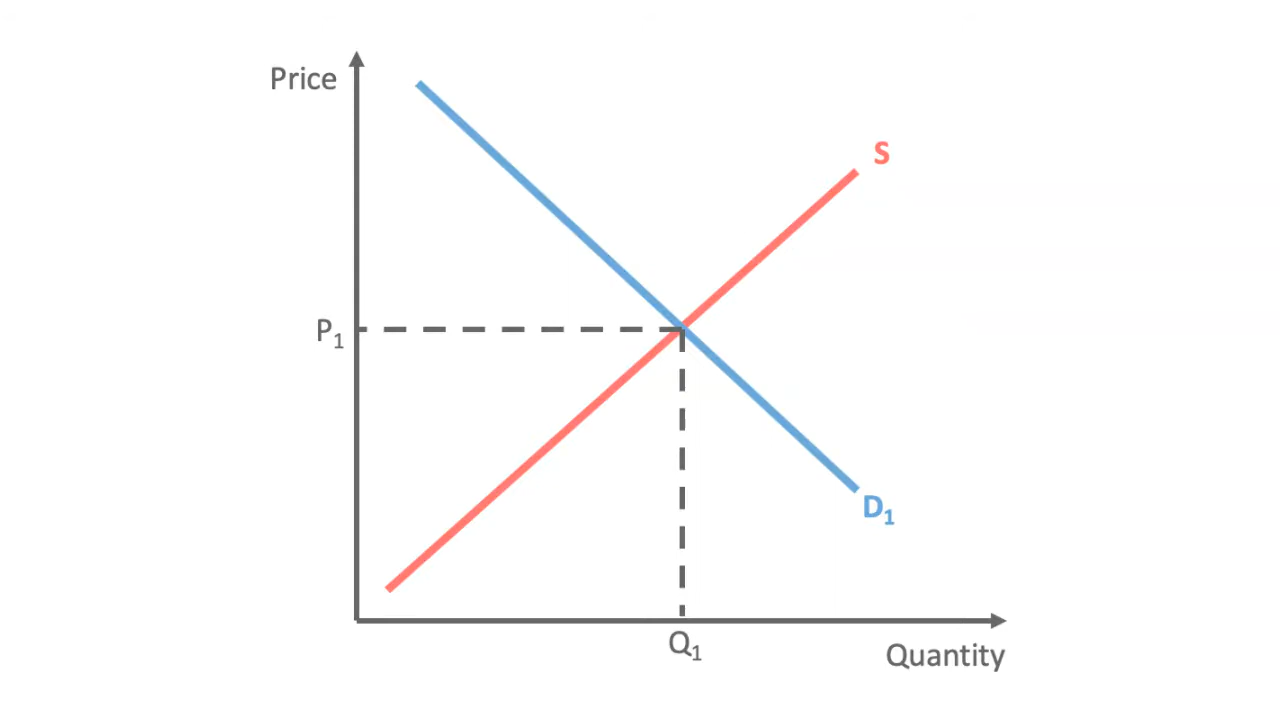 Price
S
P₁
D₁
Q₁
Quantity